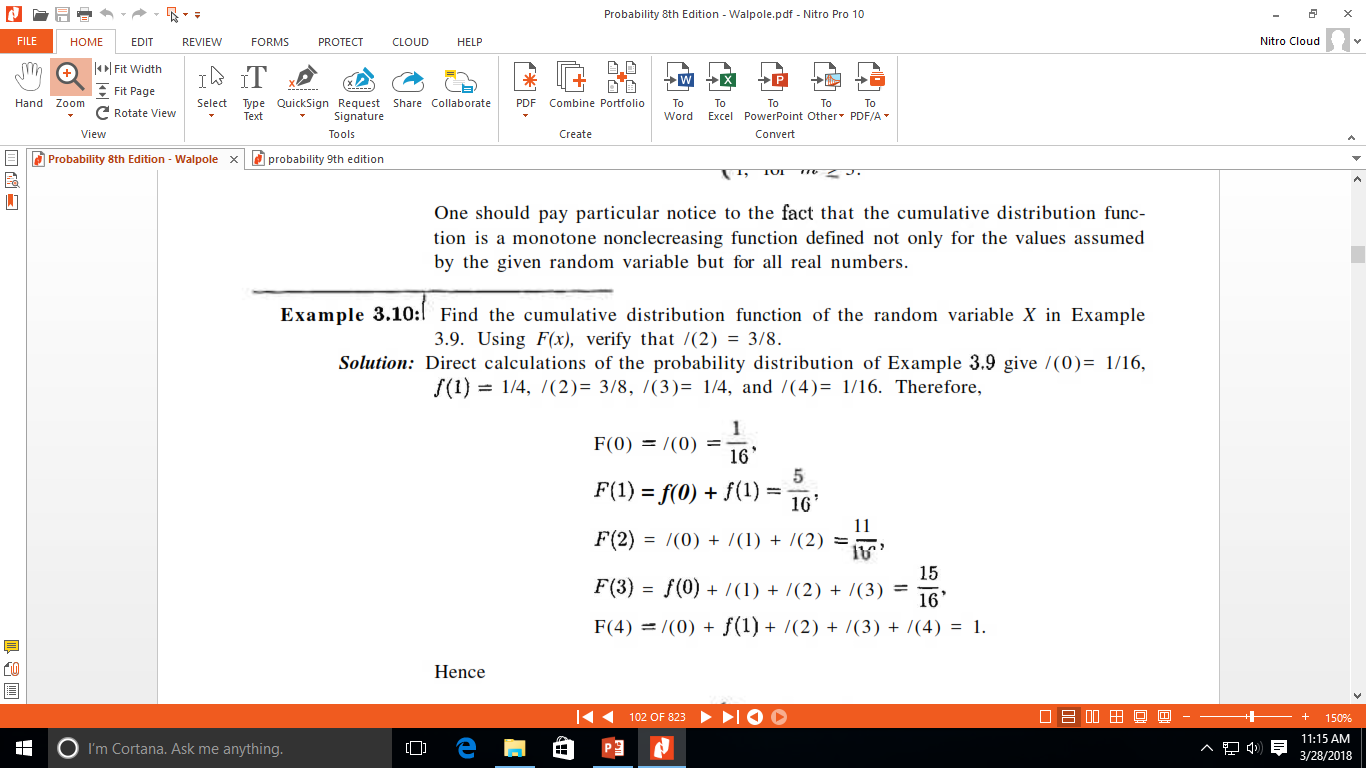 Probability 8th Edition - Walpole.pdf - Nitro Pro 10
FILE HOME EDIT REVIEW FORMS PROTECT CLOUD HELP Nitro Cloud
Hand Zoom Fit Width Fit Page Rotate View
View
Select Type Text QuickSign Request Signature Share Collaborate
Tools
PDF Combine Portfolio
Create
To Word To Excel To PowerPoint To Other To PDF/A
Convert
Probability 8th Edition - Walpole probability 9th edition
One should pay particular notice to the fact that the cumulative distribution func-
tion is a monotone nonclecreasing function defined not only for the values assumed
by the given random variable but for all real numbers.
Example 3.10: Find the cumulative distribution function of the random variable X in Example
3.9. Using F(x), verify that /(2) = 3/8.
Solution: Direct calculations of the probability distribution of Example 3.9 give /(0)= 1/16,
f(1) = 1/4, /(2)= 3/8, /(3)= 1/4, and /(4)= 1/16. Therefore,
F(0) = /(0) = 1/16,
F(1) = f(0) + f(1) = 5/16,
F(2) = /(0) + /(1) + /(2) = 11/16,
F(3) = f(0) + /(1) + /(2) + /(3) = 15/16,
F(4) = /(0) + f(1) + /(2) + /(3) + /(4) = 1.
Hence
102 OF 823 150%
I'm Cortana. Ask me anything.
11:15 AM
3/28/2018